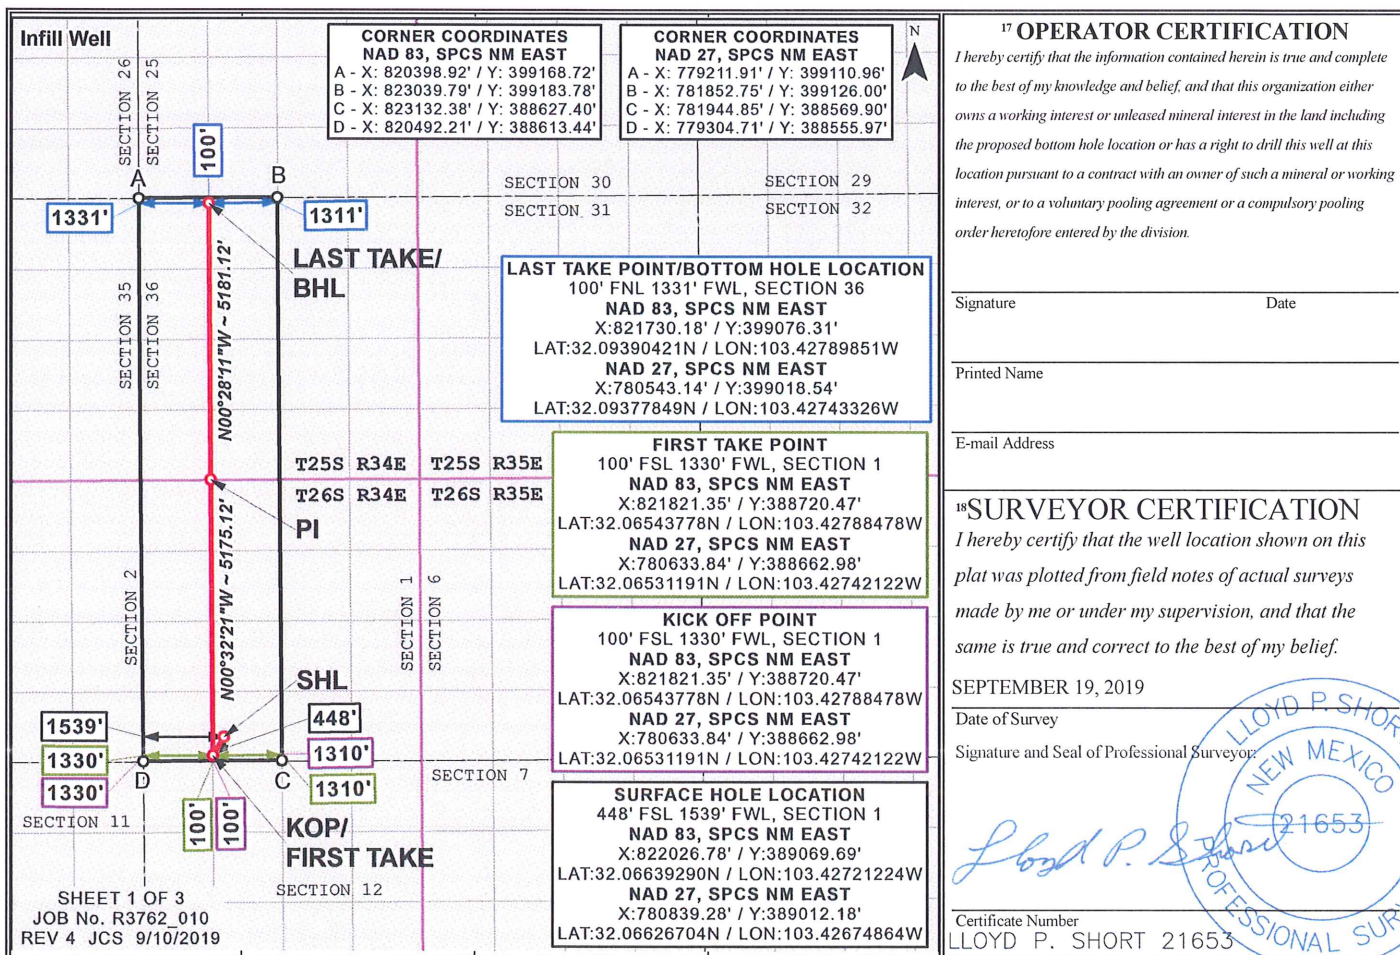 Infill Well
CORNER COORDINATES
NAD 83, SPCS NM EAST
A - X: 820398.92' / Y: 399168.72'
B - X: 823039.79' / Y: 399183.78'
C - X: 823132.38' / Y: 388627.40'
D - X: 820492.21' / Y: 388613.44'
CORNER COORDINATES
NAD 27, SPCS NM EAST
A - X: 779211.91' / Y: 399110.96'
B - X: 781852.75' / Y: 399126.00'
C - X: 781944.85' / Y: 388569.90'
D - X: 779304.71' / Y: 388555.97'
N
SECTION 26
SECTION 25
100'
A
B
1331'
1311'
SECTION 30
SECTION 29
SECTION 31
SECTION 32
LAST TAKE/
BHL
SECTION 35
SECTION 36
N00°28'11"W ~ 5181.12'
LAST TAKE POINT/BOTTOM HOLE LOCATION
100' FNL 1331' FWL, SECTION 36
NAD 83, SPCS NM EAST
X:821730.18' / Y:399076.31'
LAT:32.09390421N / LON:103.42789851W
NAD 27, SPCS NM EAST
X:780543.14' / Y:399018.54'
LAT:32.09377849N / LON:103.42743326W
T25S R34E
T25S R35E
T26S R34E
T26S R35E
PI
N00°32'21"W ~ 5175.12'
FIRST TAKE POINT
100' FSL 1330' FWL, SECTION 1
NAD 83, SPCS NM EAST
X:821821.35' / Y:388720.47'
LAT:32.06543778N / LON:103.42788478W
NAD 27, SPCS NM EAST
X:780633.84' / Y:388662.98'
LAT:32.06531191N / LON:103.42742122W
SECTION 2
SECTION 1
SECTION 6
KICK OFF POINT
100' FSL 1330' FWL, SECTION 1
NAD 83, SPCS NM EAST
X:821821.35' / Y:388720.47'
LAT:32.06543778N / LON:103.42788478W
NAD 27, SPCS NM EAST
X:780633.84' / Y:388662.98'
LAT:32.06531191N / LON:103.42742122W
SHL
1539'
448'
1330'
1310'
1330'
D
C
1310'
SECTION 7
SECTION 11
100'
100'
KOP/
FIRST TAKE
SECTION 12
SURFACE HOLE LOCATION
448' FSL 1539' FWL, SECTION 1
NAD 83, SPCS NM EAST
X:822026.78' / Y:389069.69'
LAT:32.06639290N / LON:103.42721224W
NAD 27, SPCS NM EAST
X:780839.28' / Y:389012.18'
LAT:32.06626704N / LON:103.42674864W
SHEET 1 OF 3
JOB No. R3762_010
REV 4 JCS 9/10/2019
17 OPERATOR CERTIFICATION
I hereby certify that the information contained herein is true and complete
to the best of my knowledge and belief, and that this organization either
owns a working interest or unleased mineral interest in the land including
the proposed bottom hole location or has a right to drill this well at this
location pursuant to a contract with an owner of such a mineral or working
interest, or to a voluntary pooling agreement or a compulsory pooling
order heretofore entered by the division.
Signature Date
Printed Name
E-mail Address
18 SURVEYOR CERTIFICATION
I hereby certify that the well location shown on this
plat was plotted from field notes of actual surveys
made by me or under my supervision, and that the
same is true and correct to the best of my belief.
SEPTEMBER 19, 2019
Date of Survey
Signature and Seal of Professional Surveyor:
LLOYD P. SHORT
NEW MEXICO
21653
PROFESSIONAL SURV
Lloyd P. Short
Certificate Number
LLOYD P. SHORT 21653